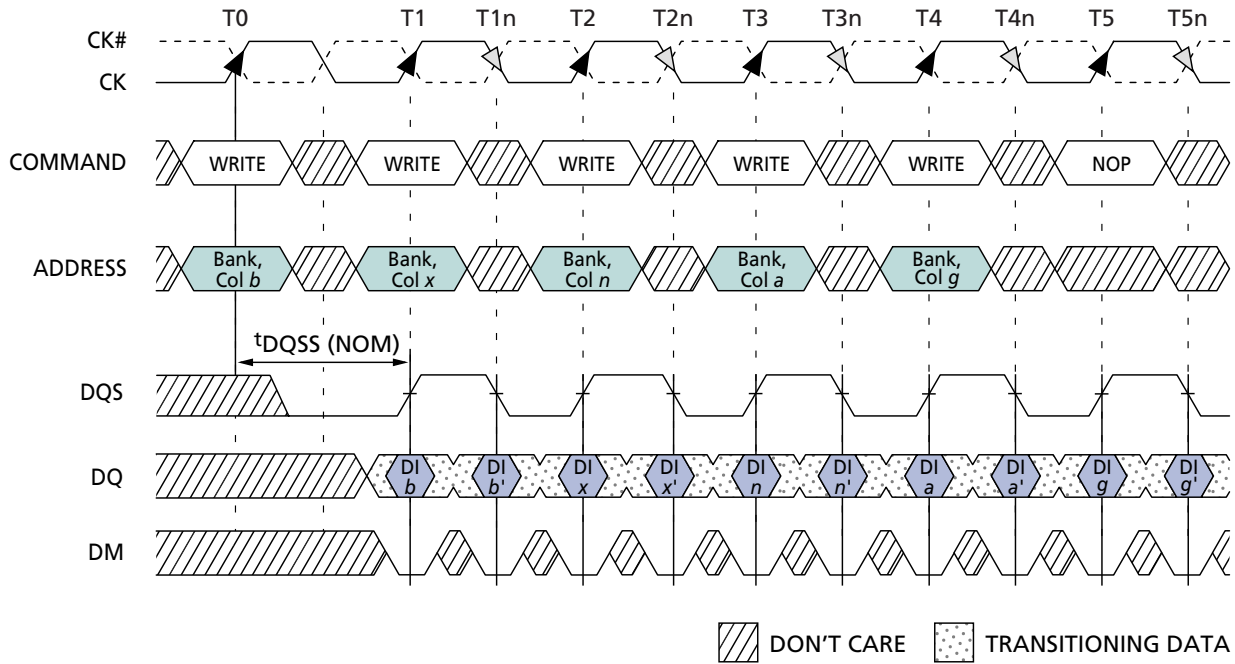 T0 T1 T1n T2 T2n T3 T3n T4 T4n T5 T5n
CK#
CK
COMMAND WRITE WRITE WRITE WRITE WRITE NOP
ADDRESS
Bank, Bank, Bank, Bank, Bank,
Col b Col x Col n Col a Col g
tDQSS (NOM)
DQS
DQ
DI DI DI DI DI DI DI DI DI DI
b b' x x' n n' a a' g g'
DM
DON'T CARE TRANSITIONING DATA